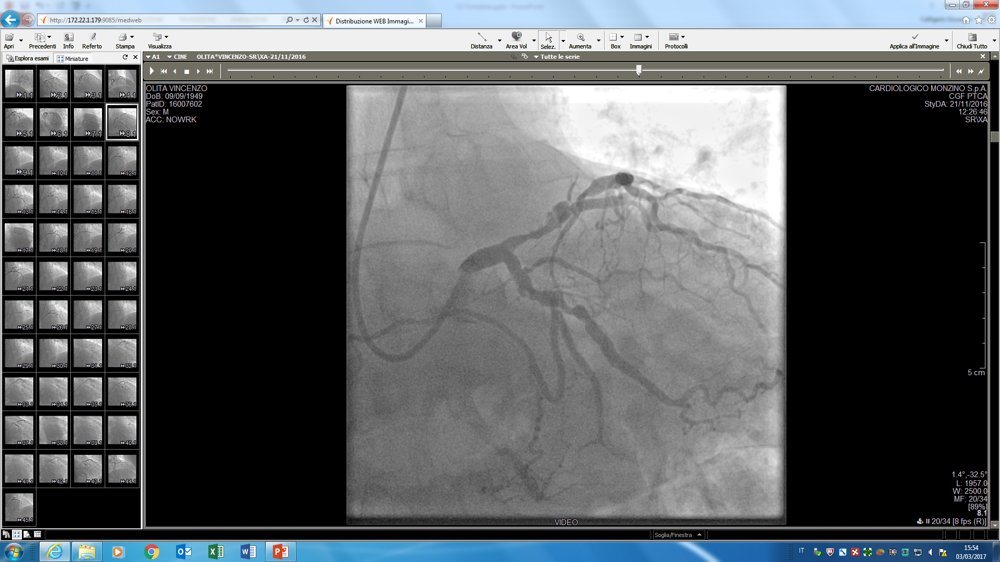 http://172.22.1.179:9085/medweb
Distribuzione WEB Immagi...
Apri
Precedenti
Info
Referto
Stampa
Visualizza
Distanza
Area Vol
Selez.
Aumenta
Box
Immagini
Protocolli
Applica all'Immagine
Chiudi Tutto
Esplora esami
Miniature
A1
CINE
OLITA*VINCENZO-SR\XA-21/11/2016
Tutte le serie
1.1
2.1
3.1
4.1
5.1
6.1
7.1
8.1
9.1
10.1
11.1
12.1
13.1
14.1
15.1
16.1
17.1
18.1
19.1
20.1
21.1
22.1
23.1
24.1
25.1
26.1
27.1
28.1
29.1
30.1
31.1
32.1
33.1
34.1
35.1
36.1
37.1
38.1
39.1
40.1
41.1
42.1
43.1
44.1
45.1
OLITA VINCENZO
DoB: 09/09/1949
PatID: 16007602
Sex: M
ACC: NOWRK
CARDIOLOGICO MONZINO S.p.A.
CGF PTCA
StyDA: 21/11/2016
12:26:46
SR\XA
5 cm
1.4°,-32.5°
L: 1957.0
W: 2500.0
MF: 20/34
[89%]
8.1
20/34 [8 fps (R)]
VIDEO
Soglia/Finestra
IT
15:54
03/03/2017